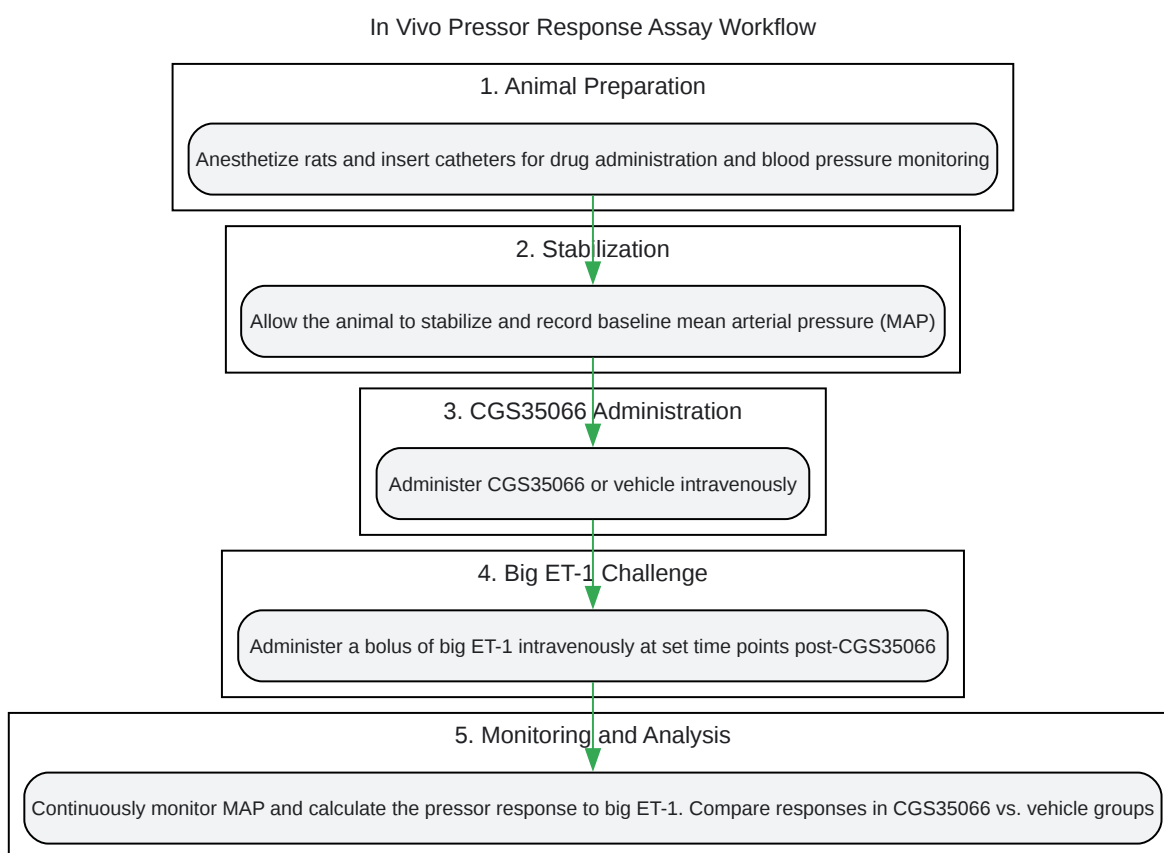 In Vivo Pressor Response Assay Workflow
1. Animal Preparation
Anesthetize rats and insert catheters for drug administration and blood pressure monitoring
2. Stabilization
Allow the animal to stabilize and record baseline mean arterial pressure (MAP)
3. CGS35066 Administration
Administer CGS35066 or vehicle intravenously
4. Big ET-1 Challenge
Administer a bolus of big ET-1 intravenously at set time points post-CGS35066
5. Monitoring and Analysis
Continuously monitor MAP and calculate the pressor response to big ET-1. Compare responses in CGS35066 vs. vehicle groups